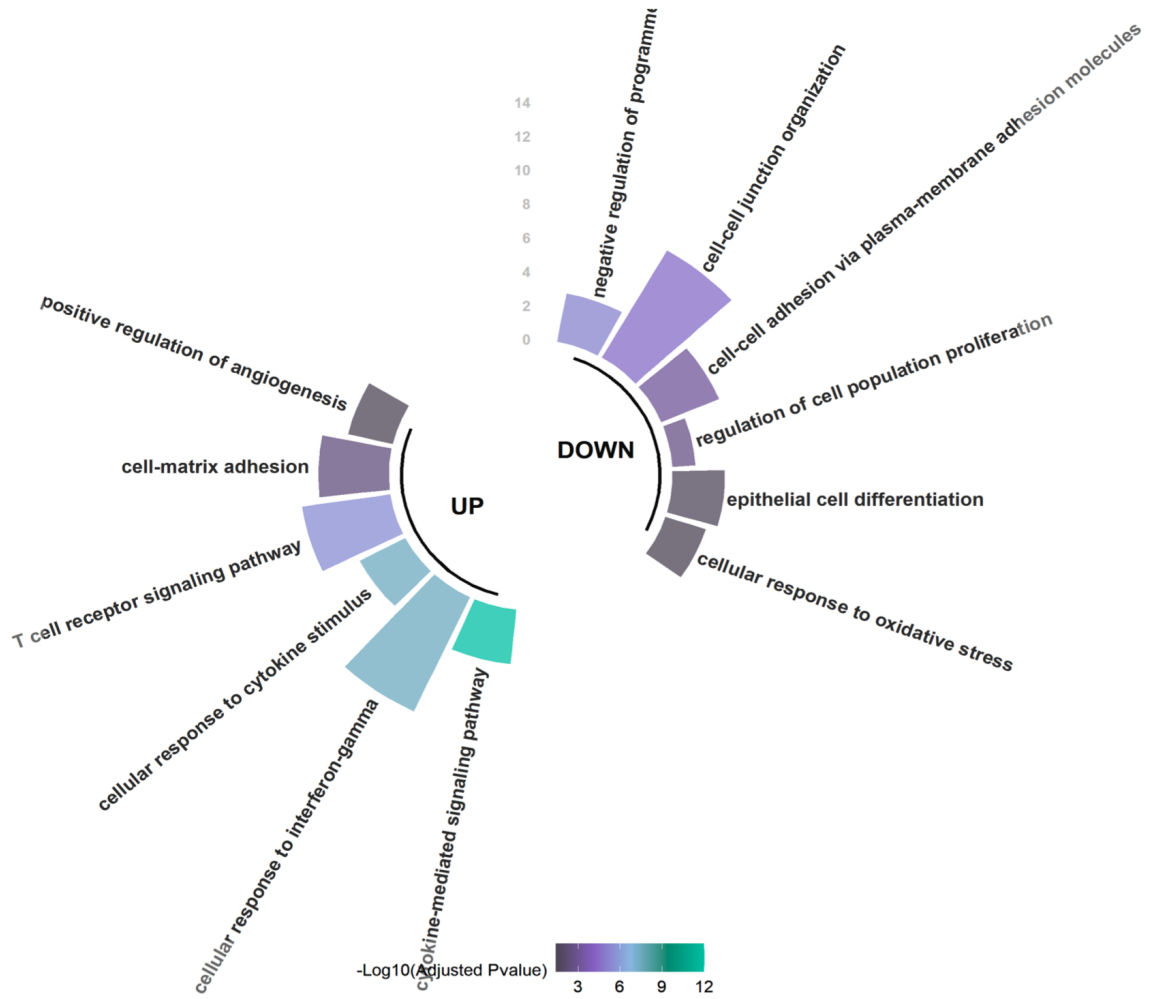 14
12
10
8
6
4
2
0
negative regulation of programme
cell-cell junction organization
cell-cell adhesion via plasma-membrane adhesion molecules
regulation of cell population proliferation
epithelial cell differentiation
cellular response to oxidative stress
DOWN
UP
positive regulation of angiogenesis
cell-matrix adhesion
T cell receptor signaling pathway
cellular response to cytokine stimulus
cellular response to interferon-gamma
cytokine-mediated signaling pathway
-Log10(Adjusted Pvalue)
3 6 9 12